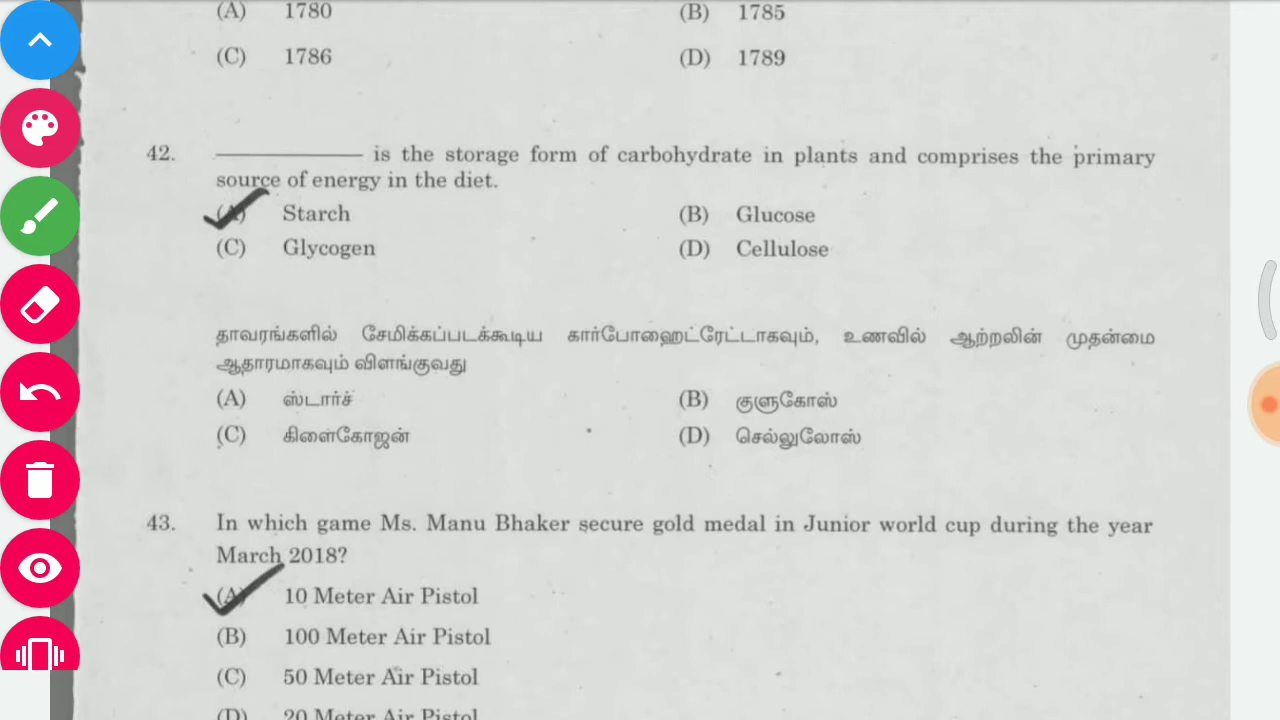 (A) 1780 (B) 1785
(C) 1786 (D) 1789
42. ———— is the storage form of carbohydrate in plants and comprises the primary
source of energy in the diet.
(A) Starch (B) Glucose
(C) Glycogen (D) Cellulose
தாவரங்களில் சேமிக்கப்படக்கூடிய கார்போஹைட்ரேட்டாகவும், உணவில் ஆற்றலின் முதன்மை
ஆதாரமாகவும் விளங்குவது
(A) ஸ்டார்ச் (B) குளுகோஸ்
(C) கிளைகோஜன் (D) செல்லுலோஸ்
43. In which game Ms. Manu Bhaker secure gold medal in Junior world cup during the year
March 2018?
(A) 10 Meter Air Pistol
(B) 100 Meter Air Pistol
(C) 50 Meter Air Pistol
(D) 20 Meter Air Pistol